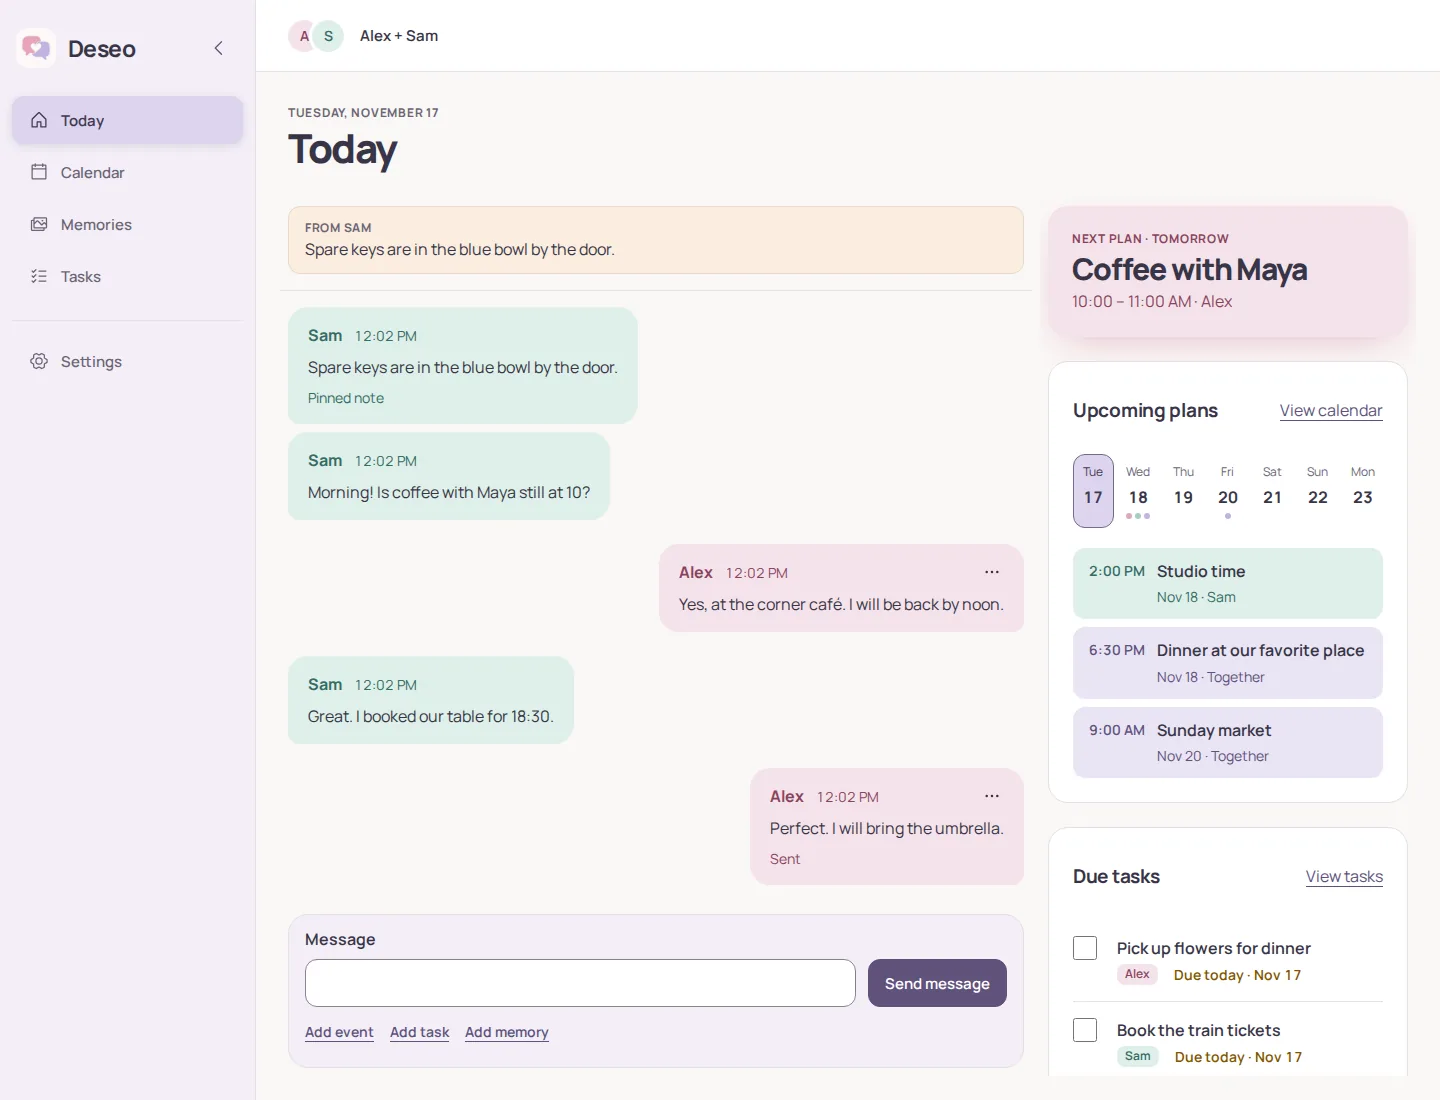 Deseo
Today
Calendar
Memories
Tasks
Settings
A S Alex + Sam
TUESDAY, NOVEMBER 17
Today
FROM SAM
Spare keys are in the blue bowl by the door.
Sam 12:02 PM
Spare keys are in the blue bowl by the door.
Pinned note
Sam 12:02 PM
Morning! Is coffee with Maya still at 10?
Alex 12:02 PM ...
Yes, at the corner café. I will be back by noon.
Sam 12:02 PM
Great. I booked our table for 18:30.
Alex 12:02 PM ...
Perfect. I will bring the umbrella.
Sent
Message
Send message
Add event Add task Add memory
NEXT PLAN · TOMORROW
Coffee with Maya
10:00 – 11:00 AM · Alex
Upcoming plans View calendar
Tue Wed Thu Fri Sat Sun Mon
17 18 19 20 21 22 23
2:00 PM Studio time
Nov 18 · Sam
6:30 PM Dinner at our favorite place
Nov 18 · Together
9:00 AM Sunday market
Nov 20 · Together
Due tasks View tasks
Pick up flowers for dinner
Alex Due today · Nov 17
Book the train tickets
Sam Due today · Nov 17